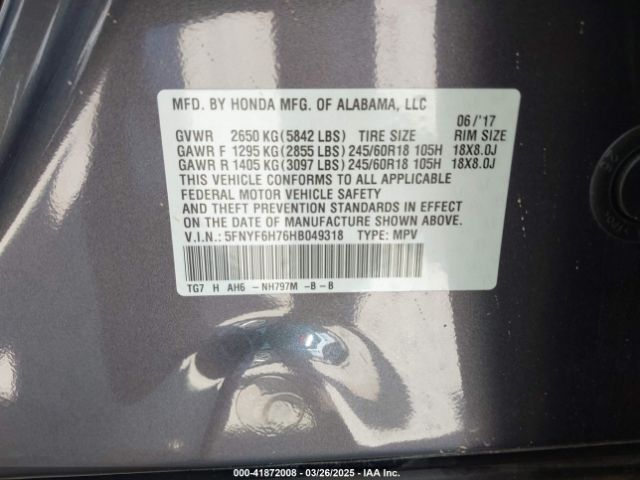 MFD. BY HONDA MFG. OF ALABAMA, LLC
06/'17
GVWR 2650 KG (5842 LBS) TIRE SIZE RIM SIZE
GAWR F 1295 KG (2855 LBS) 245/60R18 105H 18X8.0J
GAWR R 1405 KG (3097 LBS) 245/60R18 105H 18X8.0J
THIS VEHICLE CONFORMS TO ALL APPLICABLE
FEDERAL MOTOR VEHICLE SAFETY
AND THEFT PREVENTION STANDARDS IN EFFECT
ON THE DATE OF MANUFACTURE SHOWN ABOVE.
V.I.N.: 5FNYF6H76HB049318 TYPE: MPV
TG7 H AH6 - NH797M -B - B
000-41872008 - 03/26/2025 - IAA Inc.